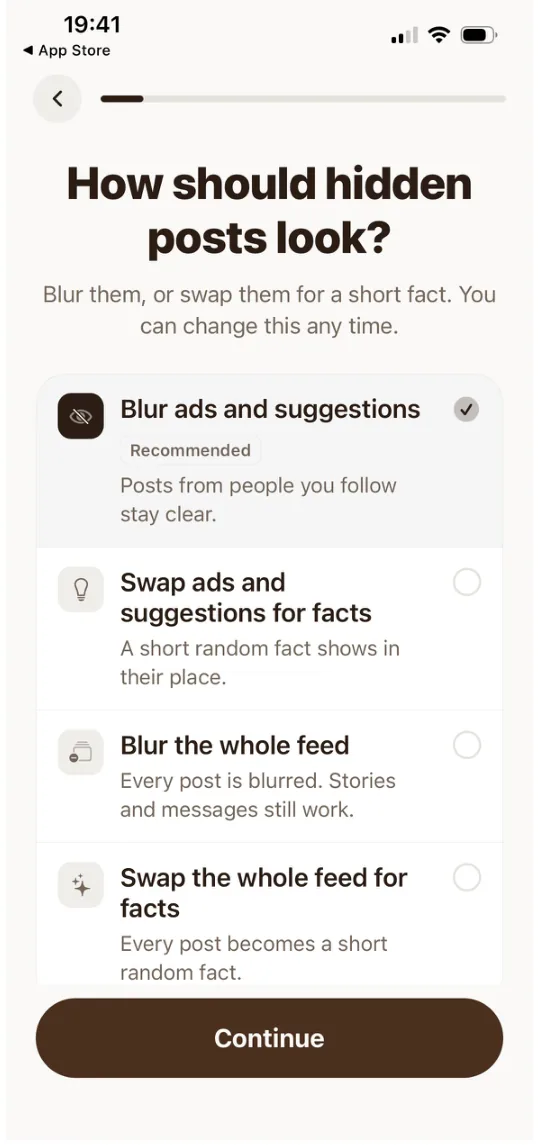 19:41
◀ App Store
How should hidden
posts look?
Blur them, or swap them for a short fact. You
can change this any time.
Blur ads and suggestions
Recommended
Posts from people you follow
stay clear.
Swap ads and
suggestions for facts
A short random fact shows in
their place.
Blur the whole feed
Every post is blurred. Stories
and messages still work.
Swap the whole feed for
facts
Every post becomes a short
random fact.
Continue